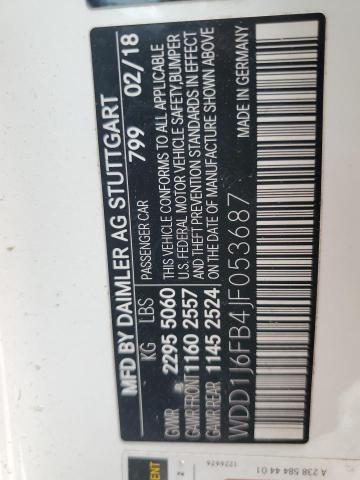 MFD BY DAIMLER AG STUTTGART
799 02/18
KG LBS PASSENGER CAR
GVWR 2295 5060 THIS VEHICLE CONFORMS TO ALL APPLICABLE
GAWR FRONT 1160 2557 U.S. FEDERAL MOTOR VEHICLE SAFETY, BUMPER
GAWR REAR 1145 2524 AND THEFT PREVENTION STANDARDS IN EFFECT
ON THE DATE OF MANUFACTURE SHOWN ABOVE
WDD1J6FB4JF053687
MADE IN GERMANY
A 238 584 44 01
1226626